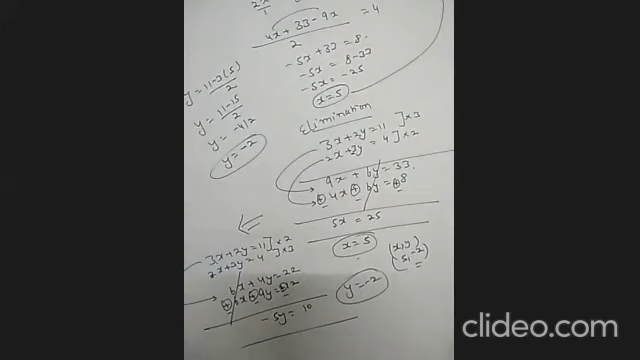 2x
1
4x + 33 - 9x = 4
2
-5x + 33 = 8
-5x = 8-33
-5x = -25
x=5
y = 11-3(5)
2
y = 11-15
2
y = -4/2
y = -2
Elimination
3x + 2y = 11 ] x 3
2x + 3y = 4 ] x 2
9x + 6y = 33
4x + 6y = 8
5x = 25
x = 5
3x + 2y = 11 ] x 2
2x + 3y = 4 ] x 3
6x + 4y = 22
6x + 9y = 12
-5y = 10
y = -2
(x,y)
(5,-2)
clideo.com